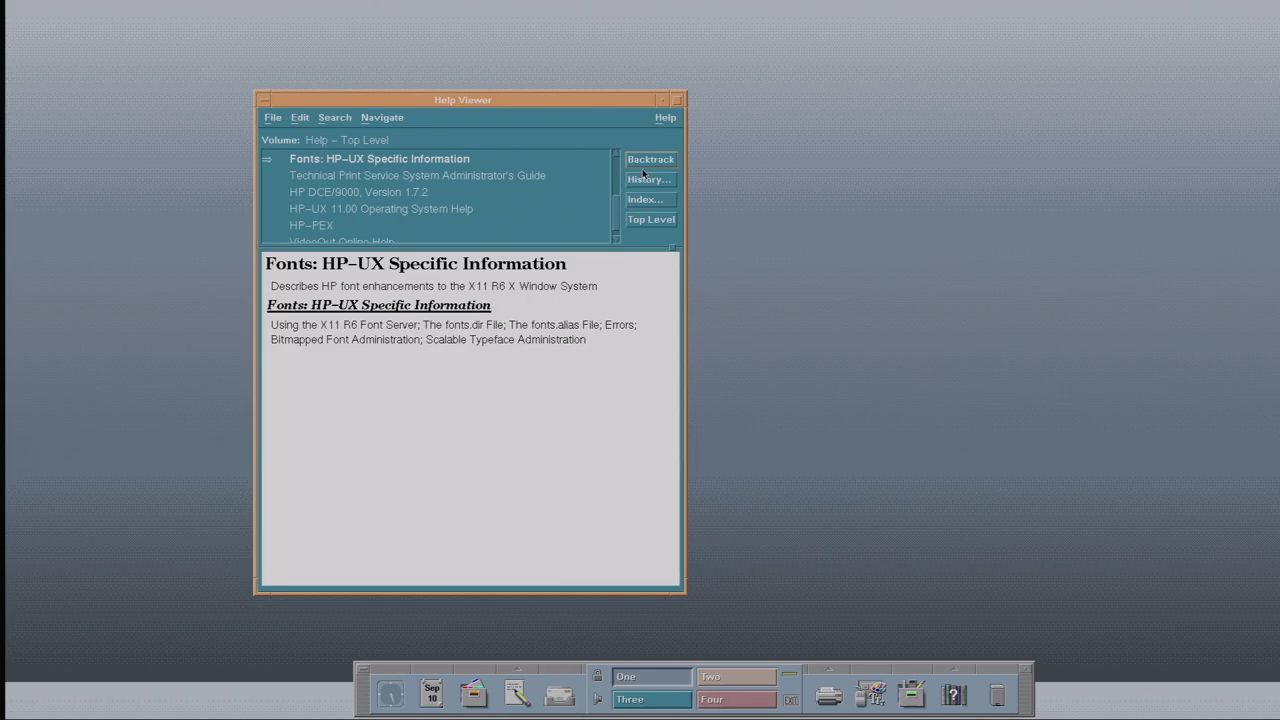 Help Viewer
File Edit Search Navigate Help
Volume: Help – Top Level
Fonts: HP–UX Specific Information
Technical Print Service System Administrator's Guide
HP DCE/9000, Version 1.7.2
HP–UX 11.00 Operating System Help
HP–PEX
VideoOut Online Help
Backtrack
History...
Index...
Top Level
Fonts: HP–UX Specific Information
Describes HP font enhancements to the X11 R6 X Window System
Fonts: HP–UX Specific Information
Using the X11 R6 Font Server; The fonts.dir File; The fonts.alias File; Errors;
Bitmapped Font Administration; Scalable Typeface Administration
Sep
10
One
Two
Three
Four
EXIT